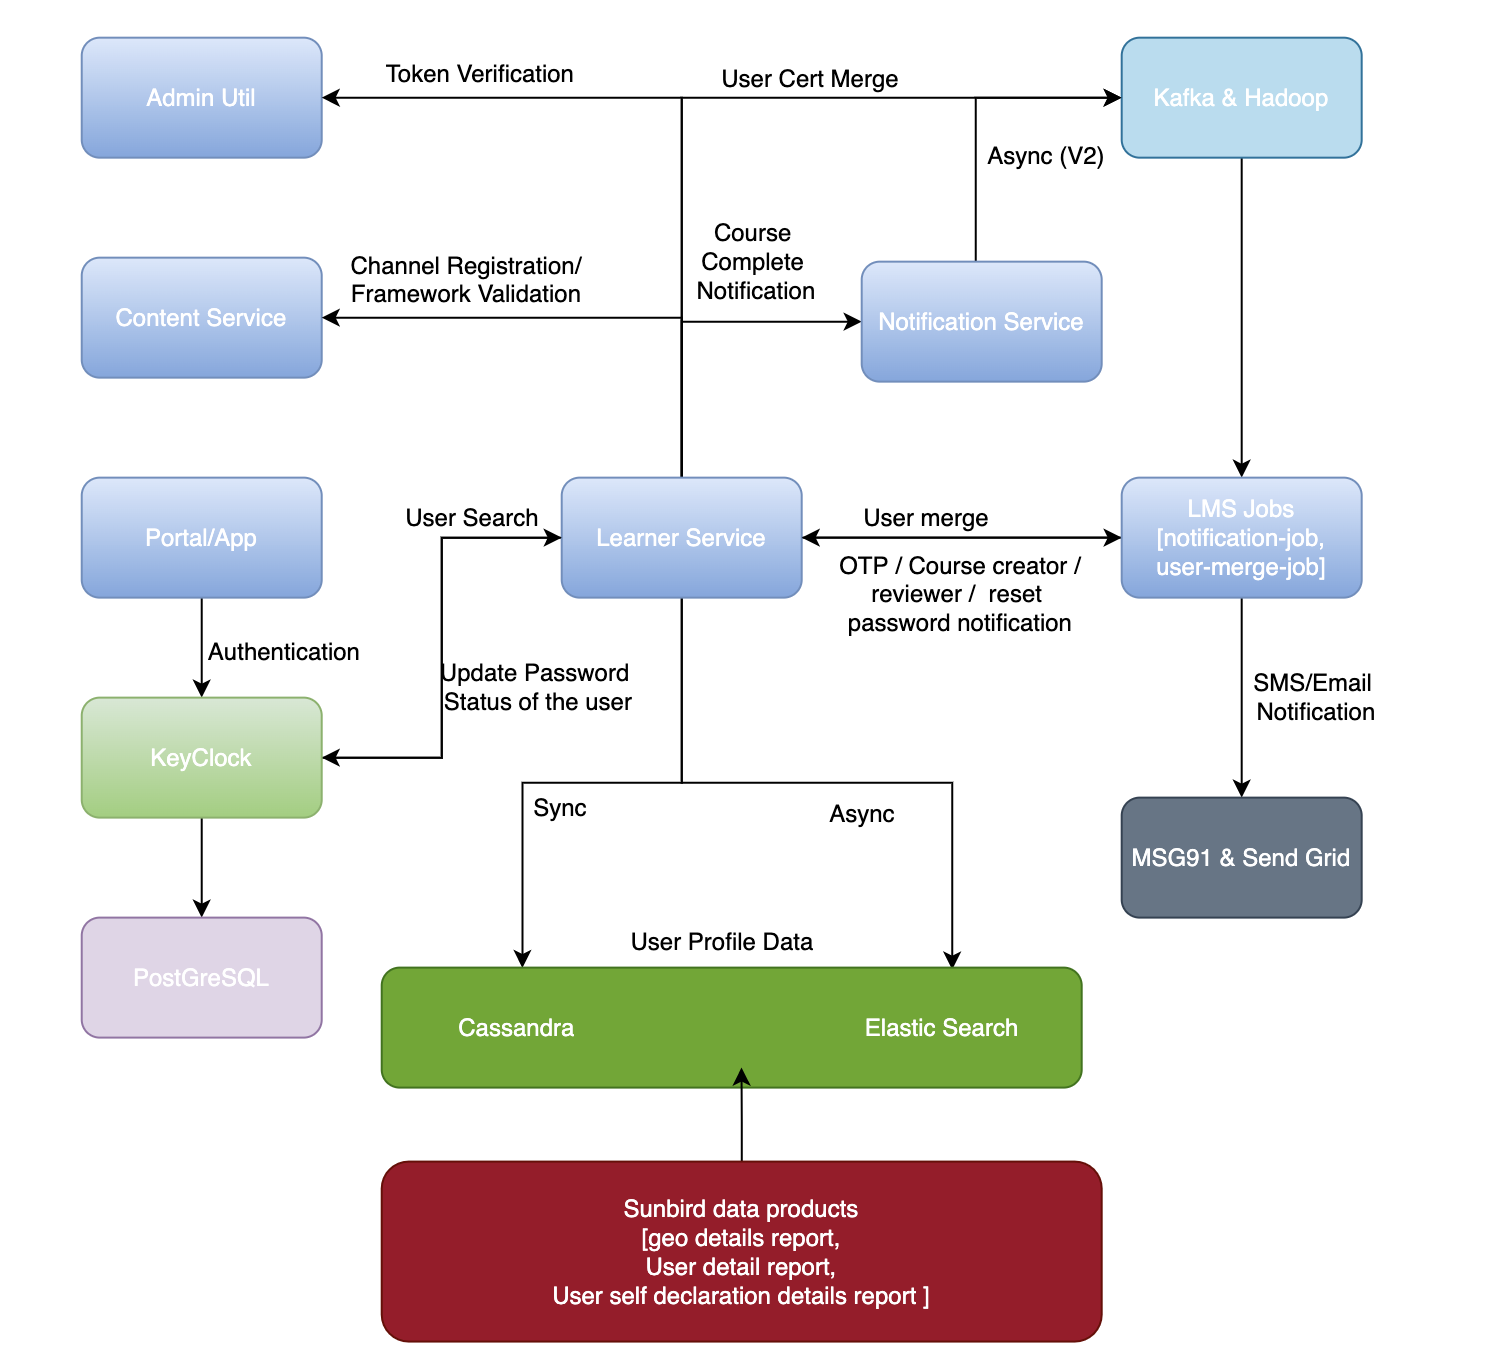 Admin Util
Token Verification
User Cert Merge
Kafka & Hadoop
Async (V2)
Content Service
Channel Registration/
Framework Validation
Course
Complete
Notification
Notification Service
Portal/App
User Search
Learner Service
User merge
OTP / Course creator /
reviewer /  reset
password notification
LMS Jobs
[notification-job,
user-merge-job]
Authentication
Update Password
Status of the user
SMS/Email
Notification
KeyClock
Sync
Async
MSG91 & Send Grid
PostGreSQL
User Profile Data
Cassandra
Elastic Search
Sunbird data products
[geo details report,
User detail report,
User self declaration details report ]